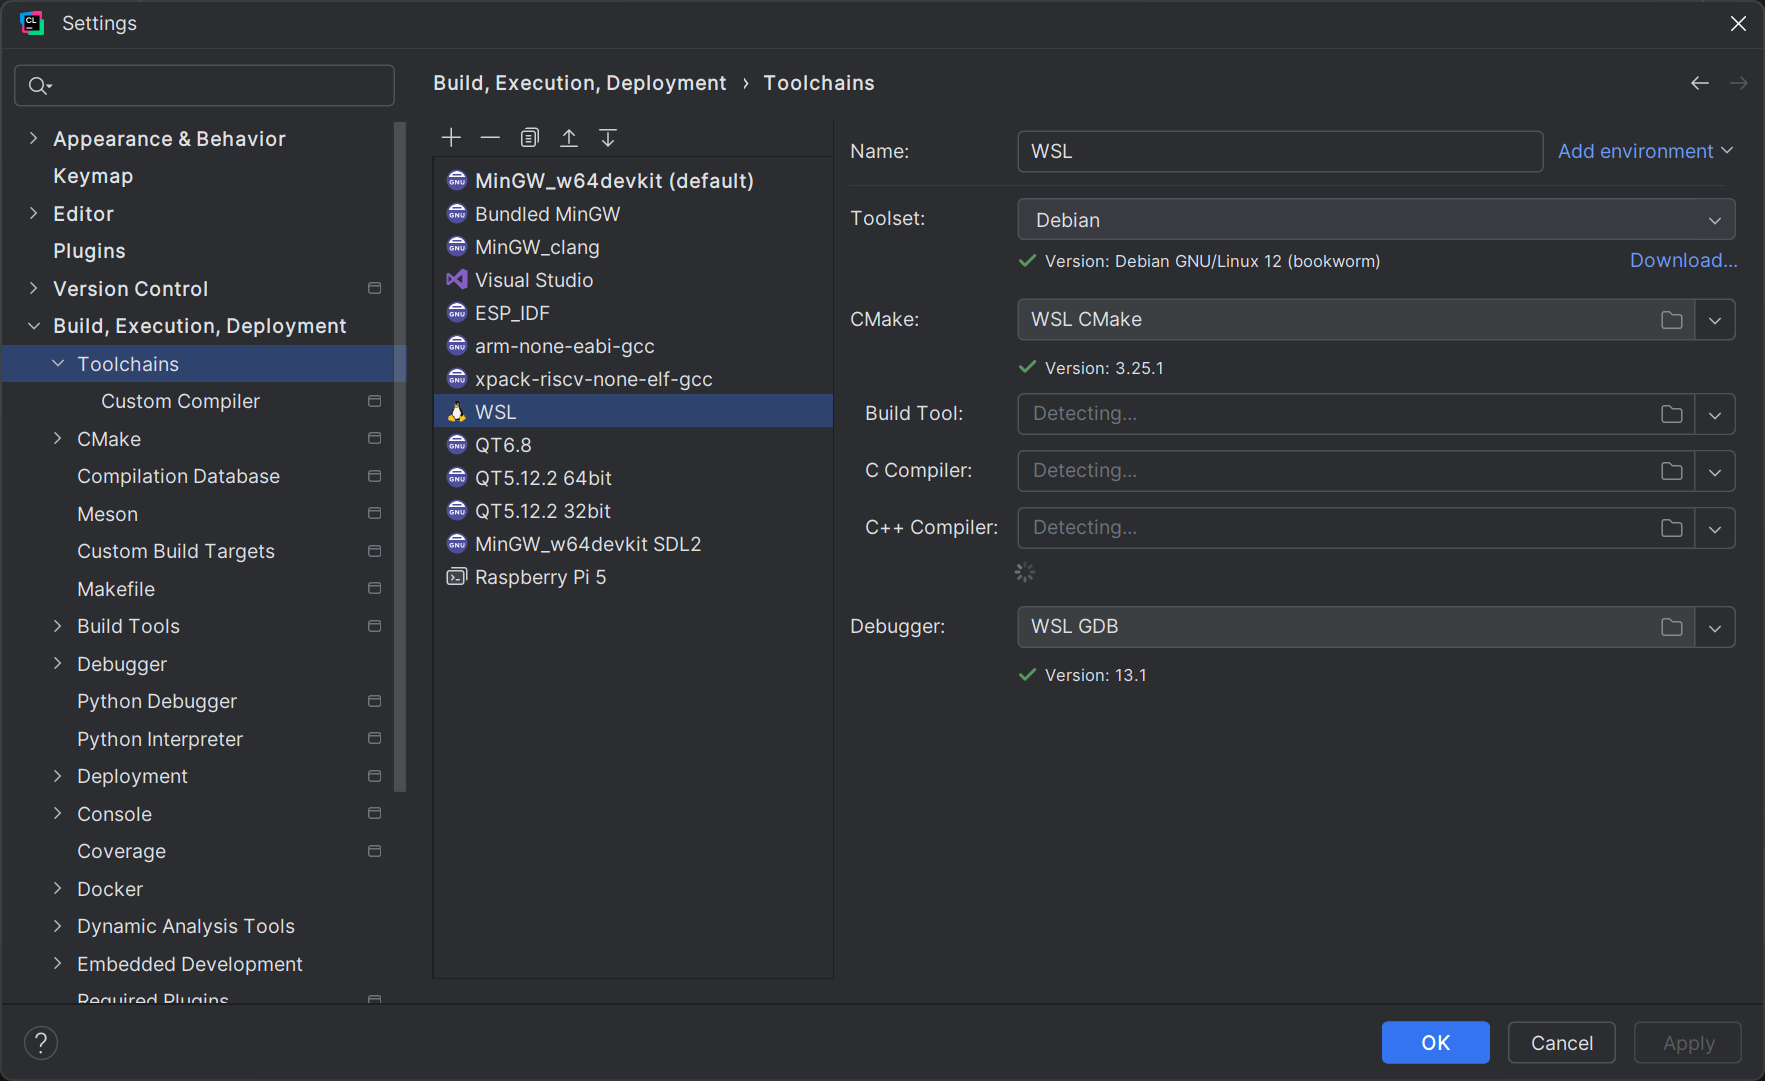 CL
Settings
Build, Execution, Deployment › Toolchains
Appearance & Behavior
Keymap
Editor
Plugins
Version Control
Build, Execution, Deployment
Toolchains
Custom Compiler
CMake
Compilation Database
Meson
Custom Build Targets
Makefile
Build Tools
Debugger
Python Debugger
Python Interpreter
Deployment
Console
Coverage
Docker
Dynamic Analysis Tools
Embedded Development
Required Plugins
MinGW_w64devkit (default)
Bundled MinGW
MinGW_clang
Visual Studio
ESP_IDF
arm-none-eabi-gcc
xpack-riscv-none-elf-gcc
WSL
QT6.8
QT5.12.2 64bit
QT5.12.2 32bit
MinGW_w64devkit SDL2
Raspberry Pi 5
Name: WSL Add environment
Toolset: Debian
Version: Debian GNU/Linux 12 (bookworm) Download...
CMake: WSL CMake
Version: 3.25.1
Build Tool: Detecting...
C Compiler: Detecting...
C++ Compiler: Detecting...
Debugger: WSL GDB
Version: 13.1
? OK Cancel Apply